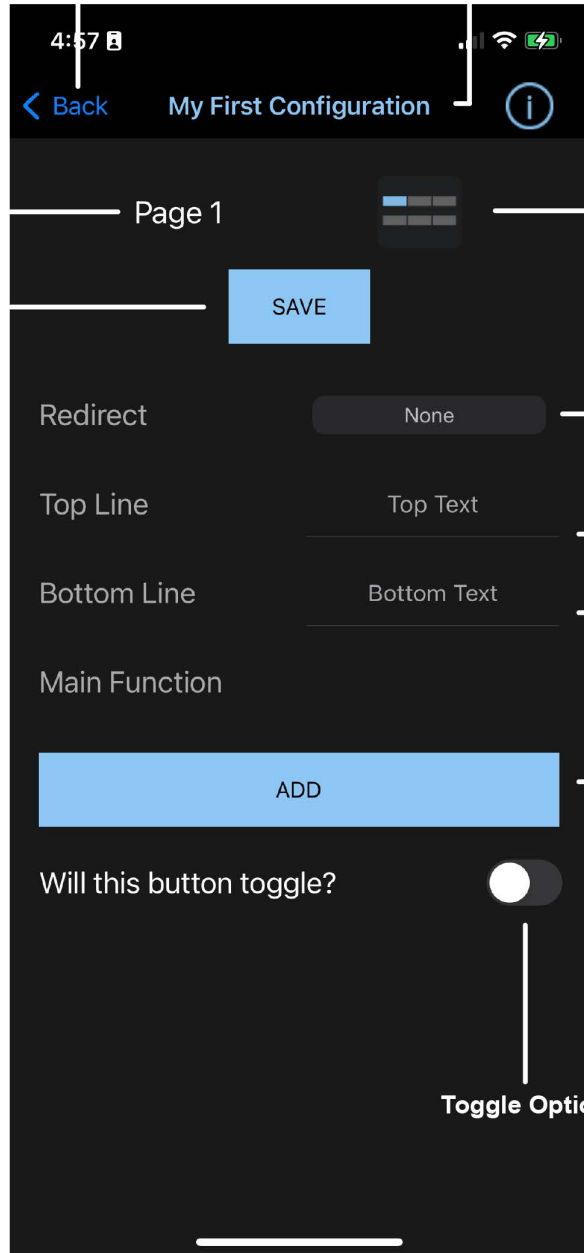 4:57
Back My First Configuration i
Page 1
SAVE
Redirect None
Top Line Top Text
Bottom Line Bottom Text
Main Function
ADD
Will this button toggle?
Toggle Optio